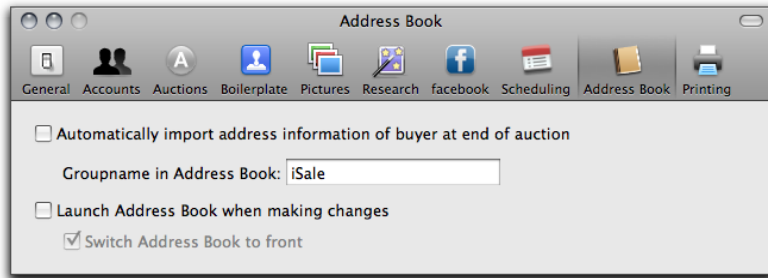 Address Book
General Accounts Auctions Boilerplate Pictures Research facebook Scheduling Address Book Printing
Automatically import address information of buyer at end of auction
Groupname in Address Book: iSale
Launch Address Book when making changes
Switch Address Book to front